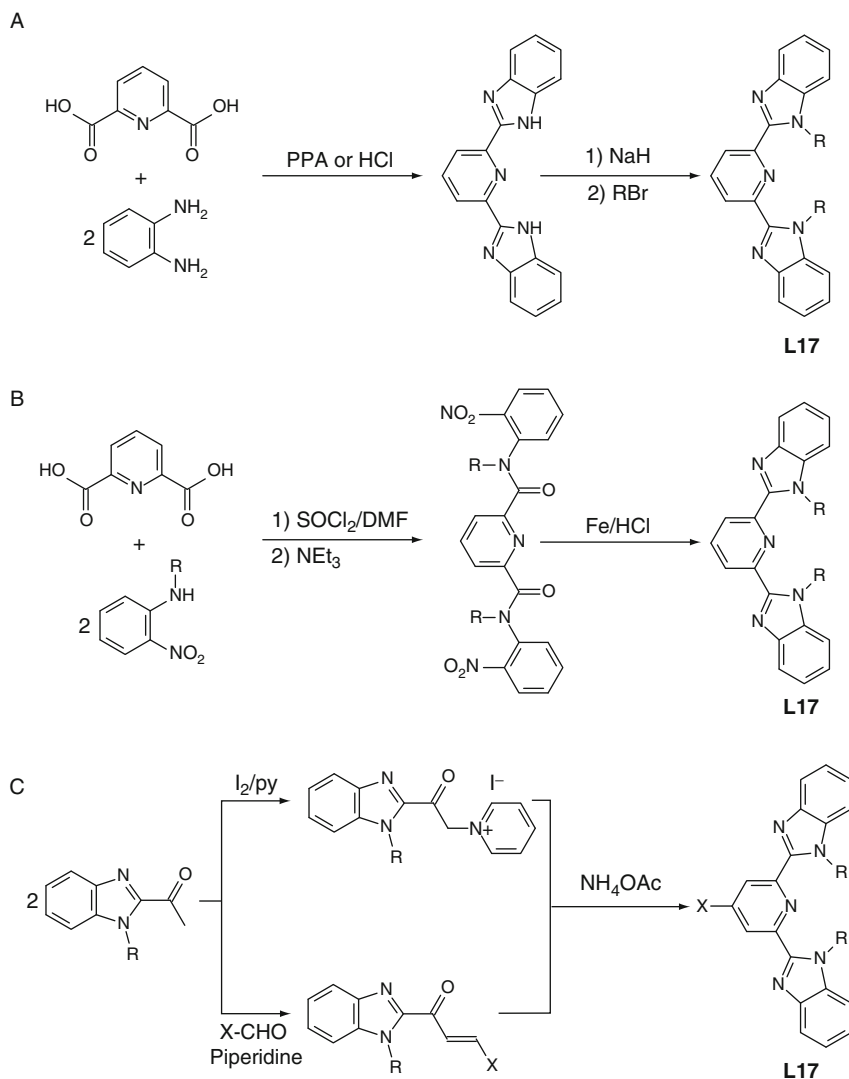 A
HO
OH
N
O
O
+
2
NH₂
NH₂
PPA or HCl
N
NH
N
NH
N
1) NaH
2) RBr
N
N
R
N
R
N
N
L17
B
HO
OH
N
O
O
+
R
NH
2
NO₂
1) SOCl₂/DMF
2) NEt₃
NO₂
N
R
O
N
O
R
N
O₂N
Fe/HCl
N
N
R
N
R
N
N
L17
C
2
N
O
N
R
I₂/py
N
O
I⁻
N
N+
R
X-CHO
Piperidine
N
O
N
R
X
NH₄OAc
N
N
R
X
N
R
N
N
L17